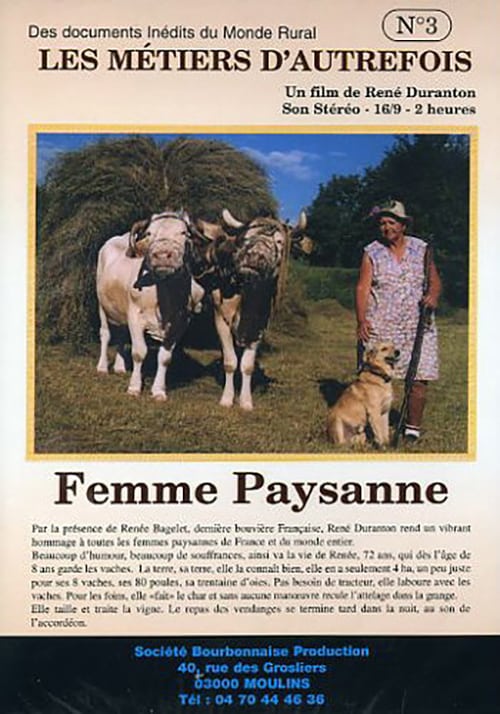 Des documents Inédits du Monde Rural
N°3
LES MÉTIERS D'AUTREFOIS
Un film de René Duranton
Son Stéréo - 16/9 - 2 heures
Femme Paysanne
Par la présence de Renée Bagelet, dernière bouvière Française, René Duranton rend un vibrant
hommage à toutes les femmes paysannes de France et du monde entier.
Beaucoup d'humour, beaucoup de souffrances, ainsi va la vie de Renée, 72 ans, qui dès l'âge de
8 ans garde les vaches. La terre, sa terre, elle la connaît bien, elle en a seulement 4 ha, un peu juste
pour ses 8 vaches, ses 80 poules, sa trentaine d'oies. Pas besoin de tracteur, elle laboure avec les
vaches. Pour les foins, elle «fait» le char et sans aucune manœuvre recule l'attelage dans la grange.
Elle taille et traite la vigne. Le repas des vendanges se termine tard dans la nuit, au son de
l'accordéon.
Société Bourbonnaise Production
40, rue des Grosliers
03000 MOULINS
Tél : 04 70 44 46 36